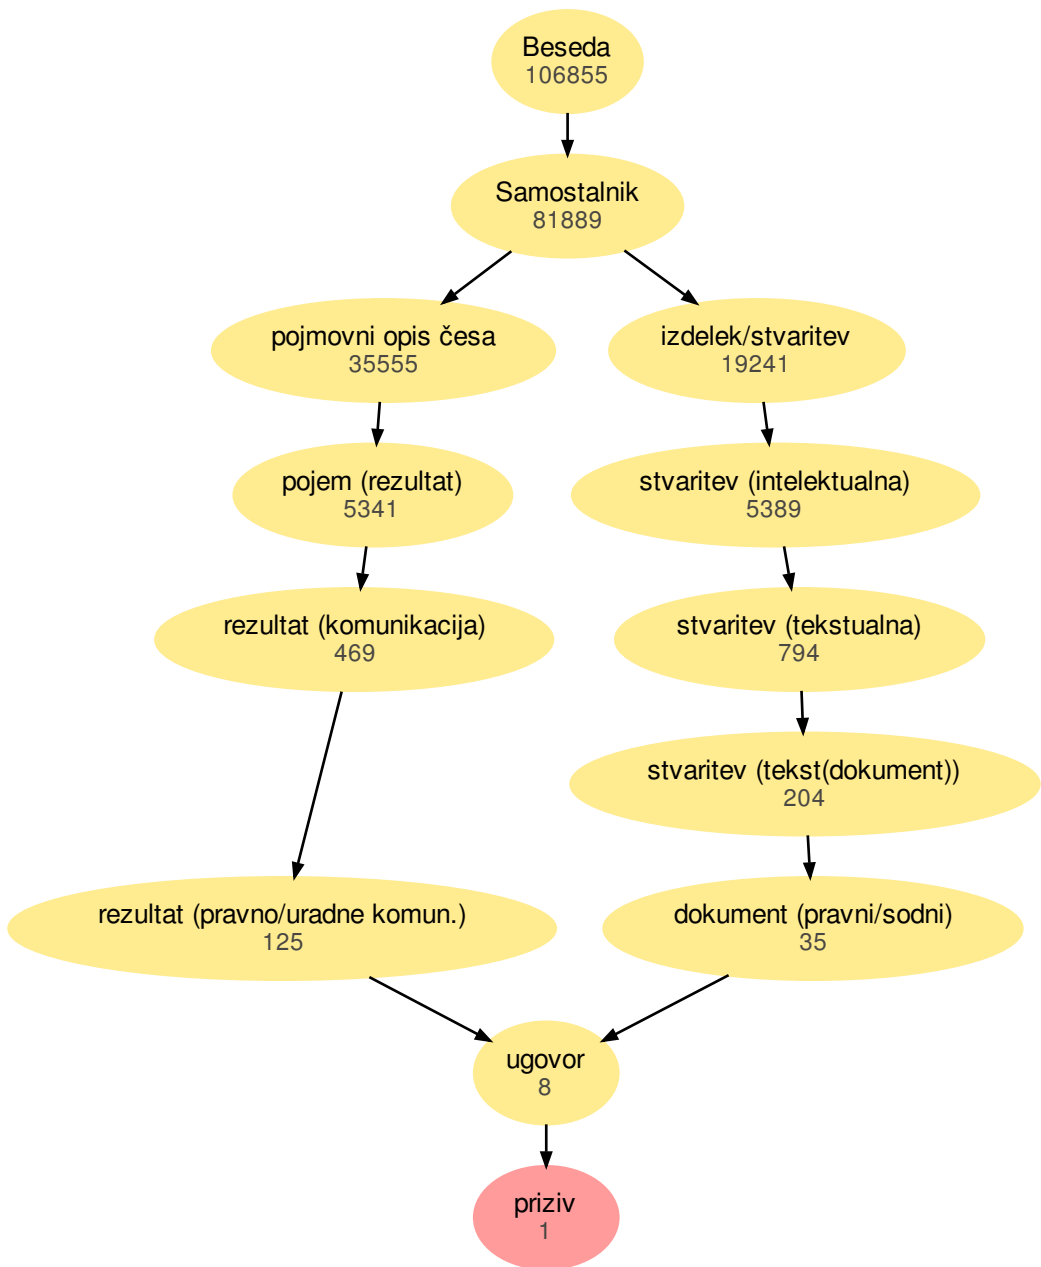 Beseda
106855
Samostalnik
81889
pojmovni opis česa
35555
izdelek/stvaritev
19241
pojem (rezultat)
5341
stvaritev (intelektualna)
5389
rezultat (komunikacija)
469
stvaritev (tekstualna)
794
stvaritev (tekst(dokument))
204
rezultat (pravno/uradne komun.)
125
dokument (pravni/sodni)
35
ugovor
8
priziv
1